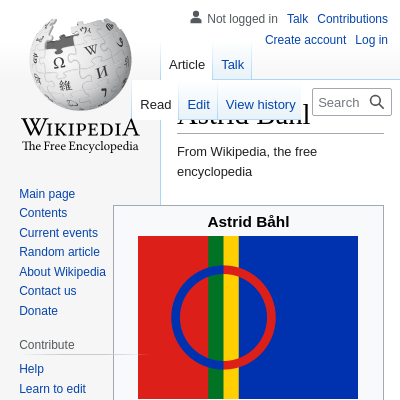 Not logged in Talk Contributions
Create account Log in
Article Talk
Read Edit View history Search
Astrid Båhl
From Wikipedia, the free
encyclopedia
Ω W И 維
WIKIPEDIA
The Free Encyclopedia
Main page
Contents
Current events
Random article
About Wikipedia
Contact us
Donate
Contribute
Help
Learn to edit
Astrid Båhl